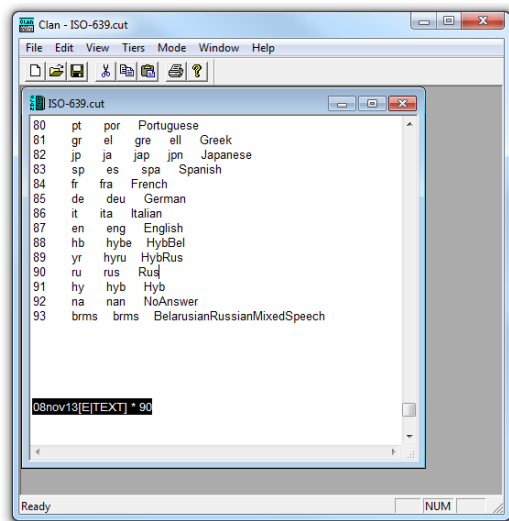 Clan - ISO-639.cut
File Edit View Tiers Mode Window Help
ISO-639.cut
80 pt por Portuguese
81 gr el gre ell Greek
82 jp ja jap jpn Japanese
83 sp es spa Spanish
84 fr fra French
85 de deu German
86 it ita Italian
87 en eng English
88 hb hybe HybBel
89 yr hyru HybRus
90 ru rus Rus
91 hy hyb Hyb
92 na nan NoAnswer
93 brms brms BelarusianRussianMixedSpeech
08nov13[E|TEXT] * 90
Ready NUM